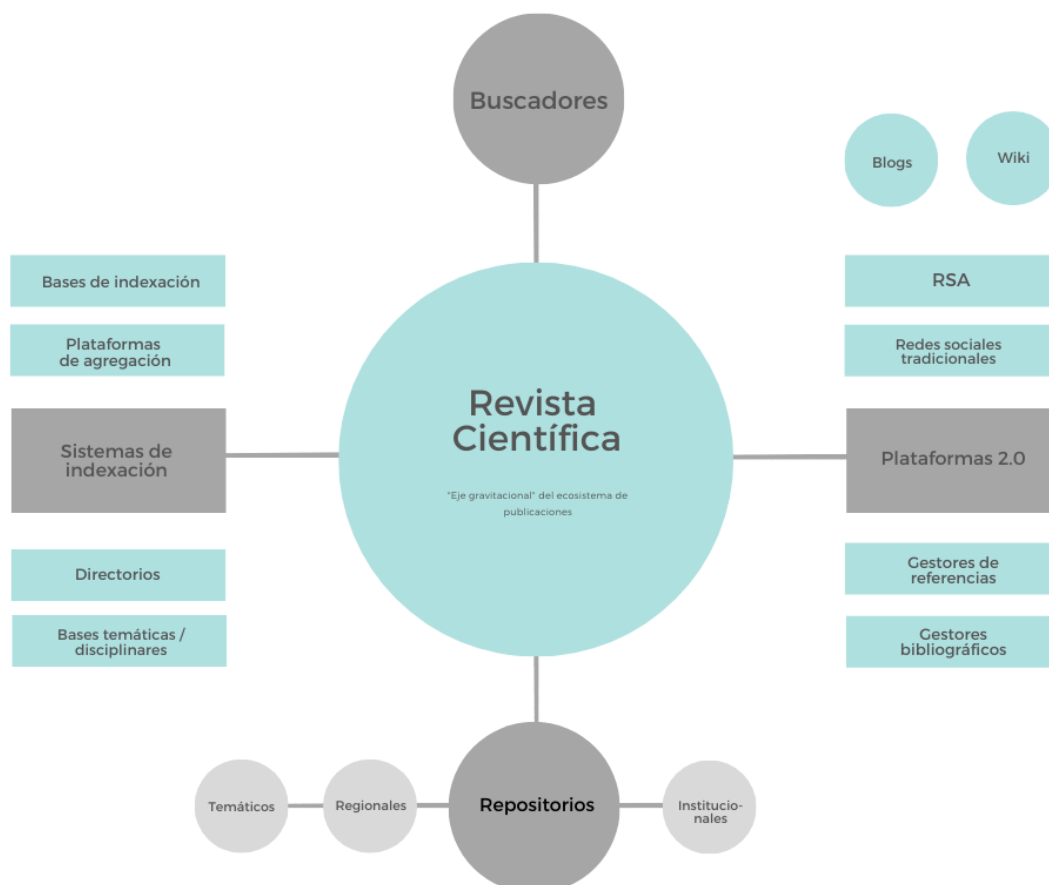 Buscadores
Blogs
Wiki
Bases de indexación
Plataformas
de agregación
Sistemas de
indexación
Directorios
Bases temáticas /
disciplinares
Revista
Científica
"Eje gravitacional" del ecosistema de
publicaciones
RSA
Redes sociales
tradicionales
Plataformas 2.0
Gestores de
referencias
Gestores
bibliográficos
Temáticos
Regionales
Repositorios
Institucio-
nales